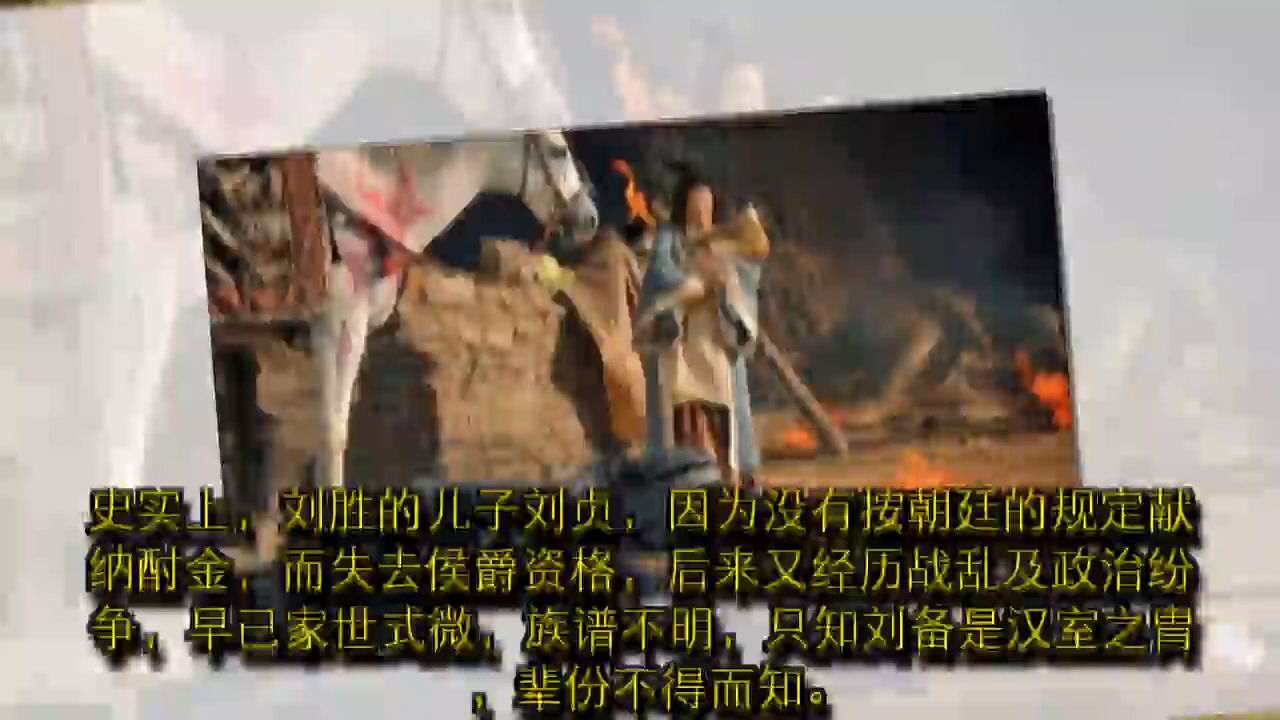 史实上，刘胜的儿子刘贞，因为没有按朝廷的规定献
纳酎金，而失去侯爵资格，后来又经历战乱及政治纷
争，早已家世式微，族谱不明，只知刘备是汉室之胄
，辈份不得而知。